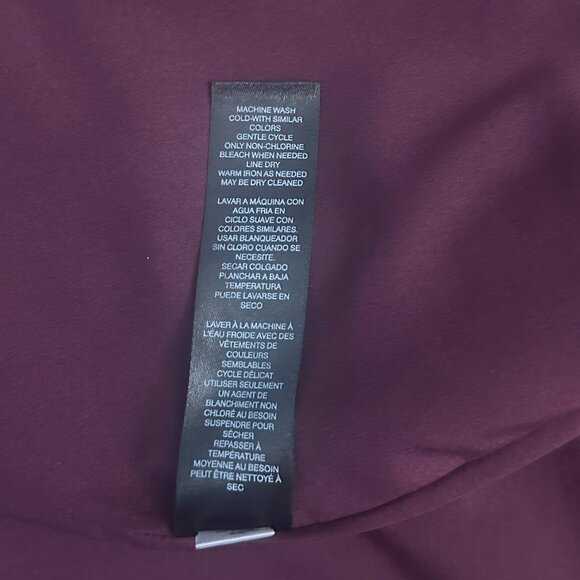 MACHINE WASH
COLD-WITH SIMILAR
COLORS
GENTLE CYCLE
ONLY NON-CHLORINE
BLEACH WHEN NEEDED
LINE DRY
WARM IRON AS NEEDED
MAY BE DRY CLEANED
LAVAR A MÁQUINA CON
AGUA FRIA EN
CICLO SUAVE CON
COLORES SIMILARES.
USAR BLANQUEADOR
SIN CLORO CUANDO SE
NECESITE.
SECAR COLGADO
PLANCHAR A BAJA
TEMPERATURA
PUEDE LAVARSE EN
SECO
LAVER À LA MACHINE À
L'EAU FROIDE AVEC DES
VÊTEMENTS DE
COULEURS
SEMBLABLES
CYCLE DÉLICAT
UTILISER SEULEMENT
UN AGENT DE
BLANCHIMENT NON
CHLORÉ AU BESOIN
SUSPENDRE POUR
SÉCHER
REPASSER À
TEMPÉRATURE
MOYENNE AU BESOIN
PEUT ÊTRE NETTOYÉ À
SEC